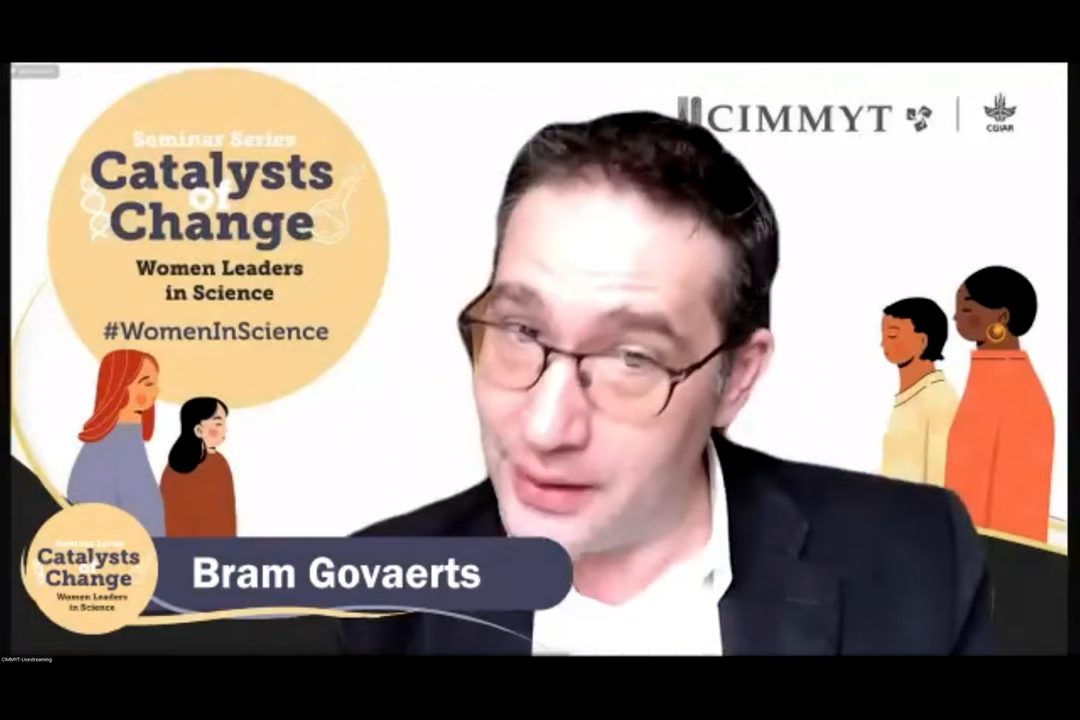 Seminar Series
Catalysts
of
Change
Women Leaders
in Science
#WomenInScience
CIMMYT
CGIAR
Seminar Series
Catalysts
of
Change
Women Leaders
in Science
Bram Govaerts
CIMMYT-Livestreaming